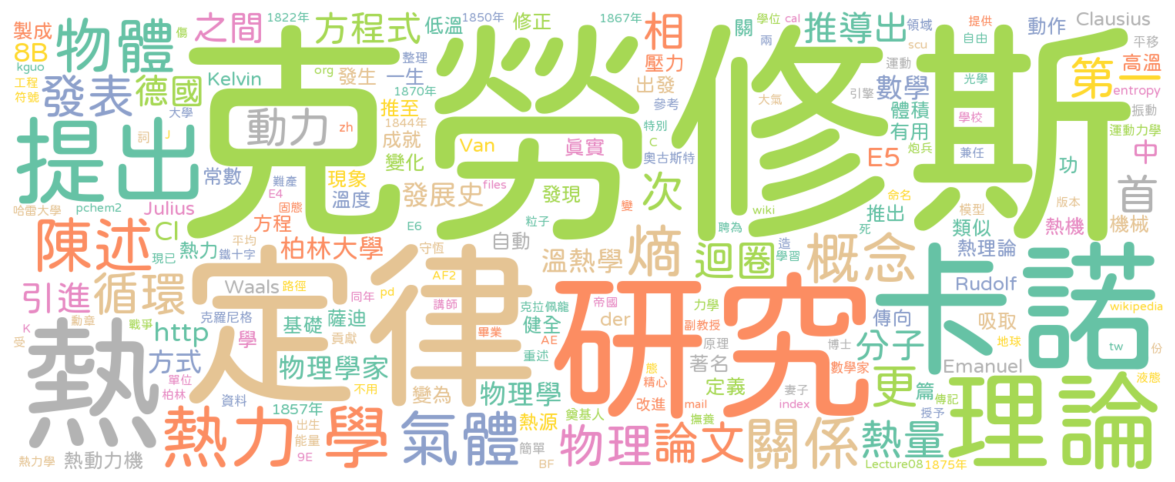 克勞修斯
定律
研究
卡諾
理論
熱
提出
熱力學
物體
發表
德國
之間
製成
8B
kguo
工程
符號
傷
大學
1822年
方程式
低溫
1850年
修正
1867年
整理
org
發生
一生
1870年
推至
出發
相
壓力
參考
關
學位
兩
cal
推導出
動作
領域
scu
提供
自由
Clausius
平移
運動
光學
第一
高溫
entropy
大氣
引擎
數學
體積
有用
學校
振動
運動力學
炮兵
兼任
E5
功
中
首
機械
命名
模型
版本
Kelvin
動力
zh
1844年
成就
變化
Van
真實
特別
C
奧古斯特
次
詞
J
陳述
常數
現象
溫度
發展史
發現
難產
E4
files
哈雷大學
pchem2
Julius
固態
E6
粒子
變
wiki
推出
聘為
死
造
學習
類似
熱機
Cl
熱力
方程
平均
柏林大學
守恆
自動
現已
鐵十字
溫熱學
熵
迴圈
概念
熱理論
引進
循環
Waals
路徑
同年
pd
AF2
講師
克拉佩龍
帝國
力學
Rudolf
wikipedia
K
勳章
克羅尼格
基礎
薩迪
貢獻
畢業
健全
der
副教授
AE
原理
博士
傳向
吸取
地球
tw
份
受
戰爭
http
學
方式
物理學家
重述
著名
數學家
分子
Emanuel
單位
柏林
不用
變為
物理學
態
精心
定義
妻子
更
篇
傳記
液態
資料
1857年
出生
能量
9E
氣體
熱源
奠基人
改進
撫養
mail
index
授予
熱動力機
簡單
BF
物理
論文
關係
熱量
Lecture08
1875年
熱力學